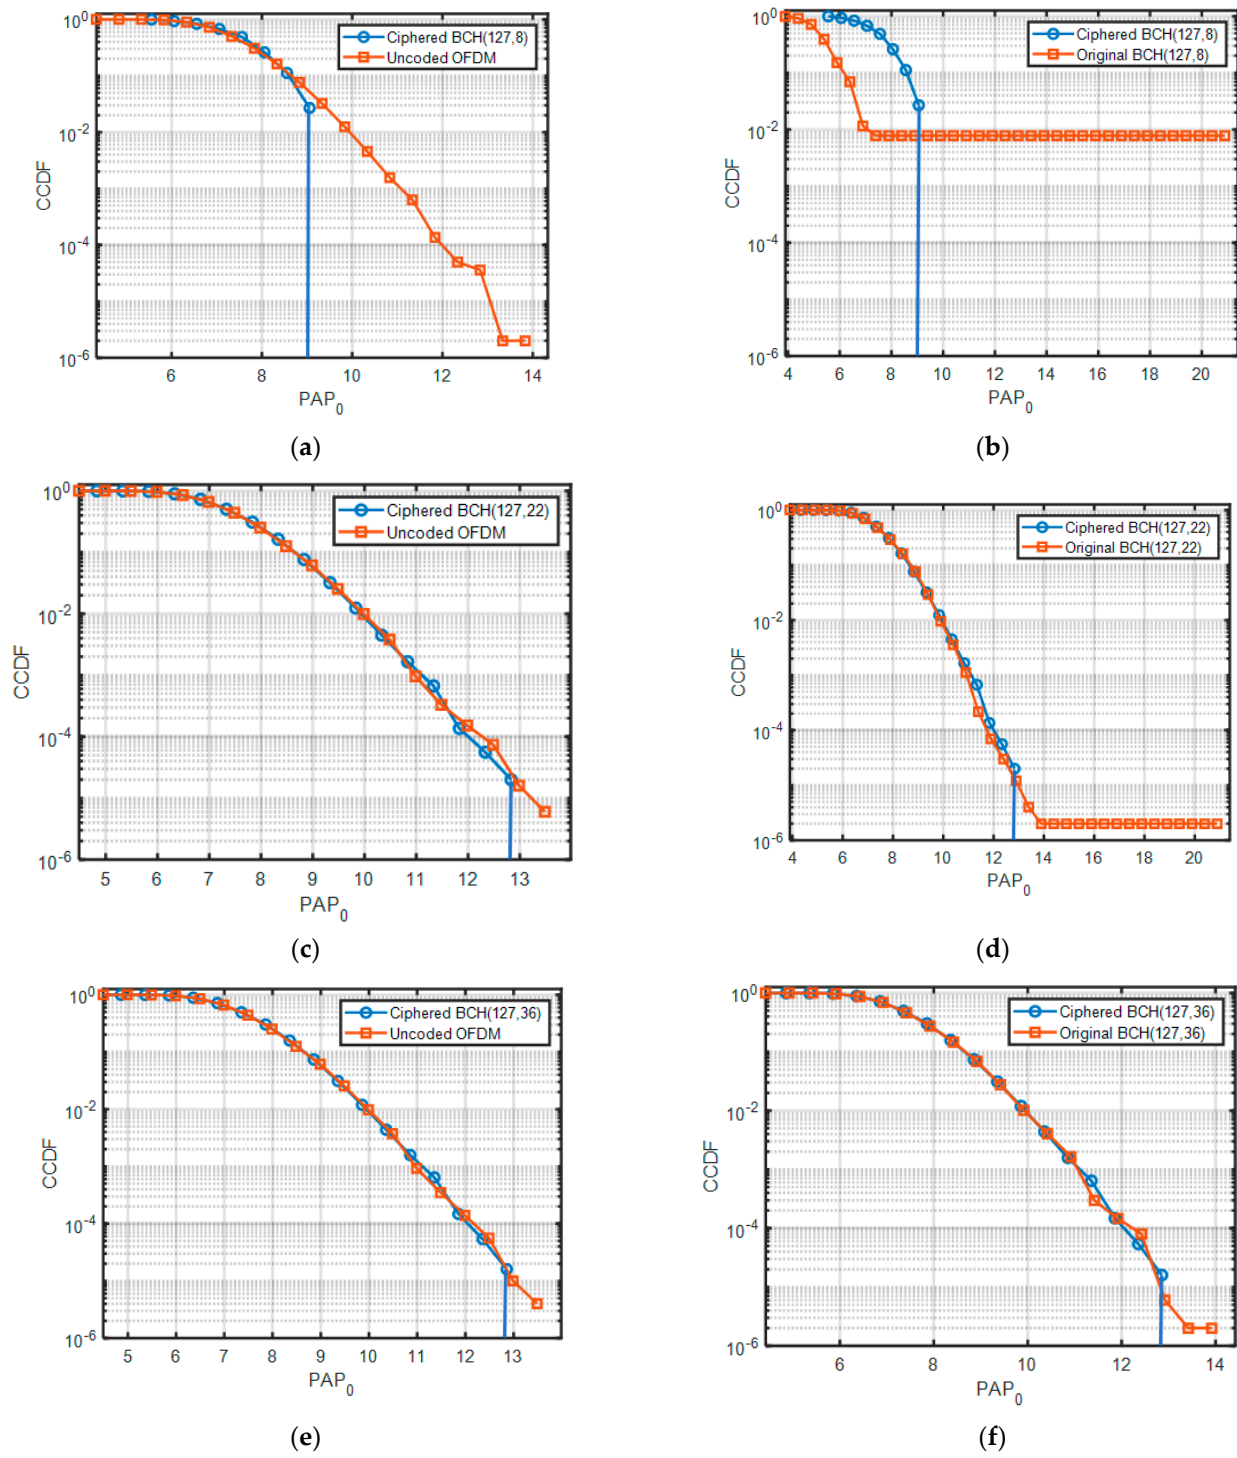 10^0
Ciphered BCH(127,8)
Uncoded OFDM
10^-2
CCDF
10^-4
10^-6
6 8 10 12 14
PAP_0
(a)
10^0
Ciphered BCH(127,8)
Original BCH(127,8)
10^-2
CCDF
10^-4
10^-6
4 6 8 10 12 14 16 18 20
PAP_0
(b)
10^0
Ciphered BCH(127,22)
Uncoded OFDM
10^-2
CCDF
10^-4
10^-6
5 6 7 8 9 10 11 12 13
PAP_0
(c)
10^0
Ciphered BCH(127,22)
Original BCH(127,22)
10^-2
CCDF
10^-4
10^-6
4 6 8 10 12 14 16 18 20
PAP_0
(d)
10^0
Ciphered BCH(127,36)
Uncoded OFDM
10^-2
CCDF
10^-4
10^-6
5 6 7 8 9 10 11 12 13
PAP_0
(e)
10^0
Ciphered BCH(127,36)
Original BCH(127,36)
10^-2
CCDF
10^-4
10^-6
6 8 10 12 14
PAP_0
(f)